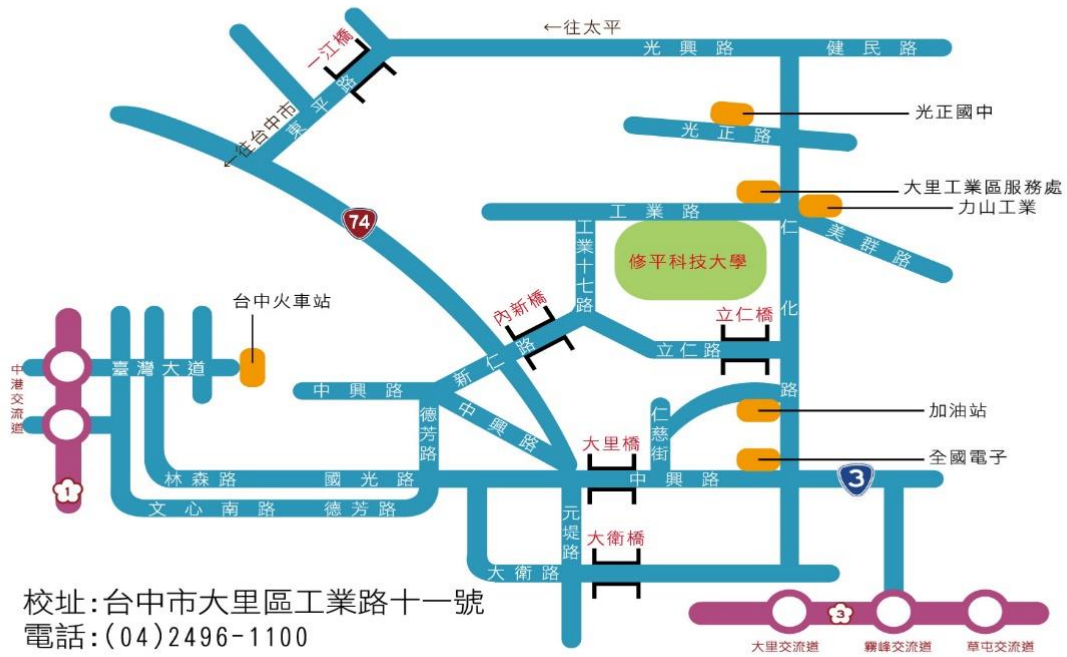 ←往太平
光興路
健民路
一江橋
東平路
←往台中市
光正國中
光正路
大里工業區服務處
力山工業
工業路
美群路
74
工業十七路
修平科技大學
仁化路
台中火車站
內新橋
立仁橋
中港交流道
臺灣大道
新仁路
立仁路
中興路
德芳路
中興路
仁慈街
加油站
大里橋
全國電子
1
林森路
國光路
中興路
3
文心南路
德芳路
元堤路
大衛橋
大衛路
校址:台中市大里區工業路十一號
電話:(04)2496-1100
3
大里交流道
霧峰交流道
草屯交流道